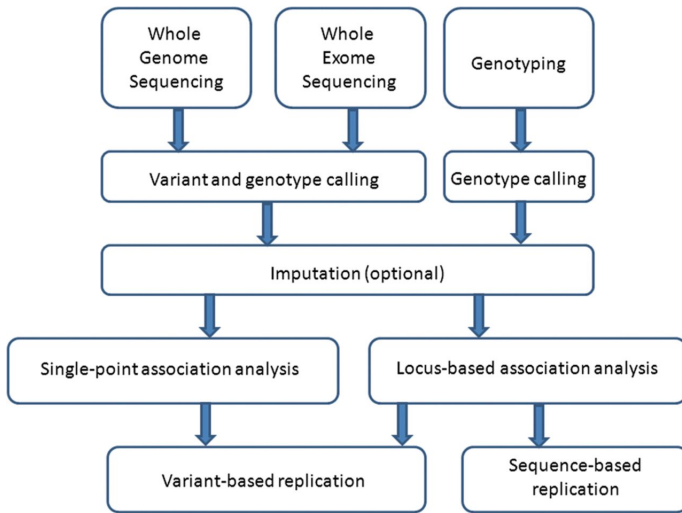 Whole
Genome
Sequencing
Whole
Exome
Sequencing
Genotyping
Variant and genotype calling
Genotype calling
Imputation (optional)
Single-point association analysis
Locus-based association analysis
Variant-based replication
Sequence-based
replication